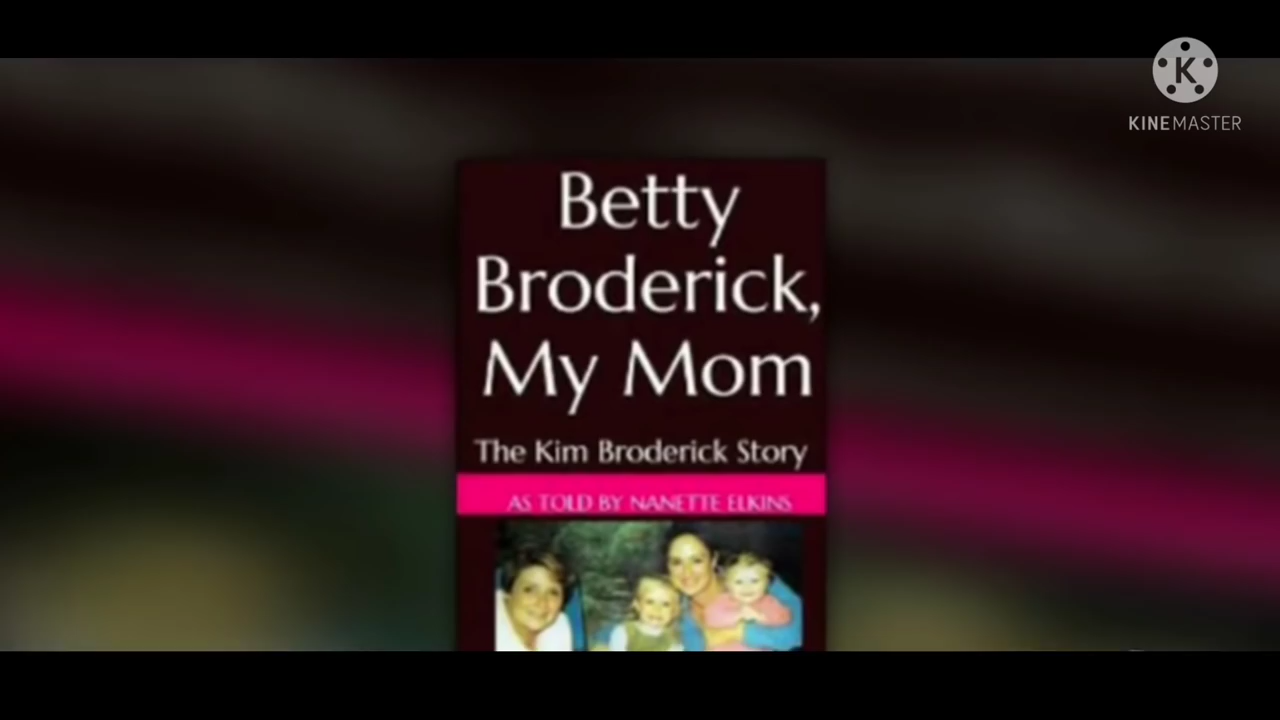 K
KINEMASTER
Betty
Broderick,
My Mom
The Kim Broderick Story
AS TOLD BY NANETTE ELKINS